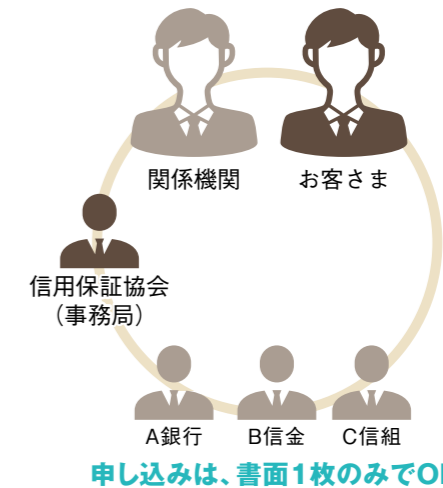 関係機関
お客さま
信用保証協会
（事務局）
A銀行
B信金
C信組
申し込みは、書面1枚のみでO